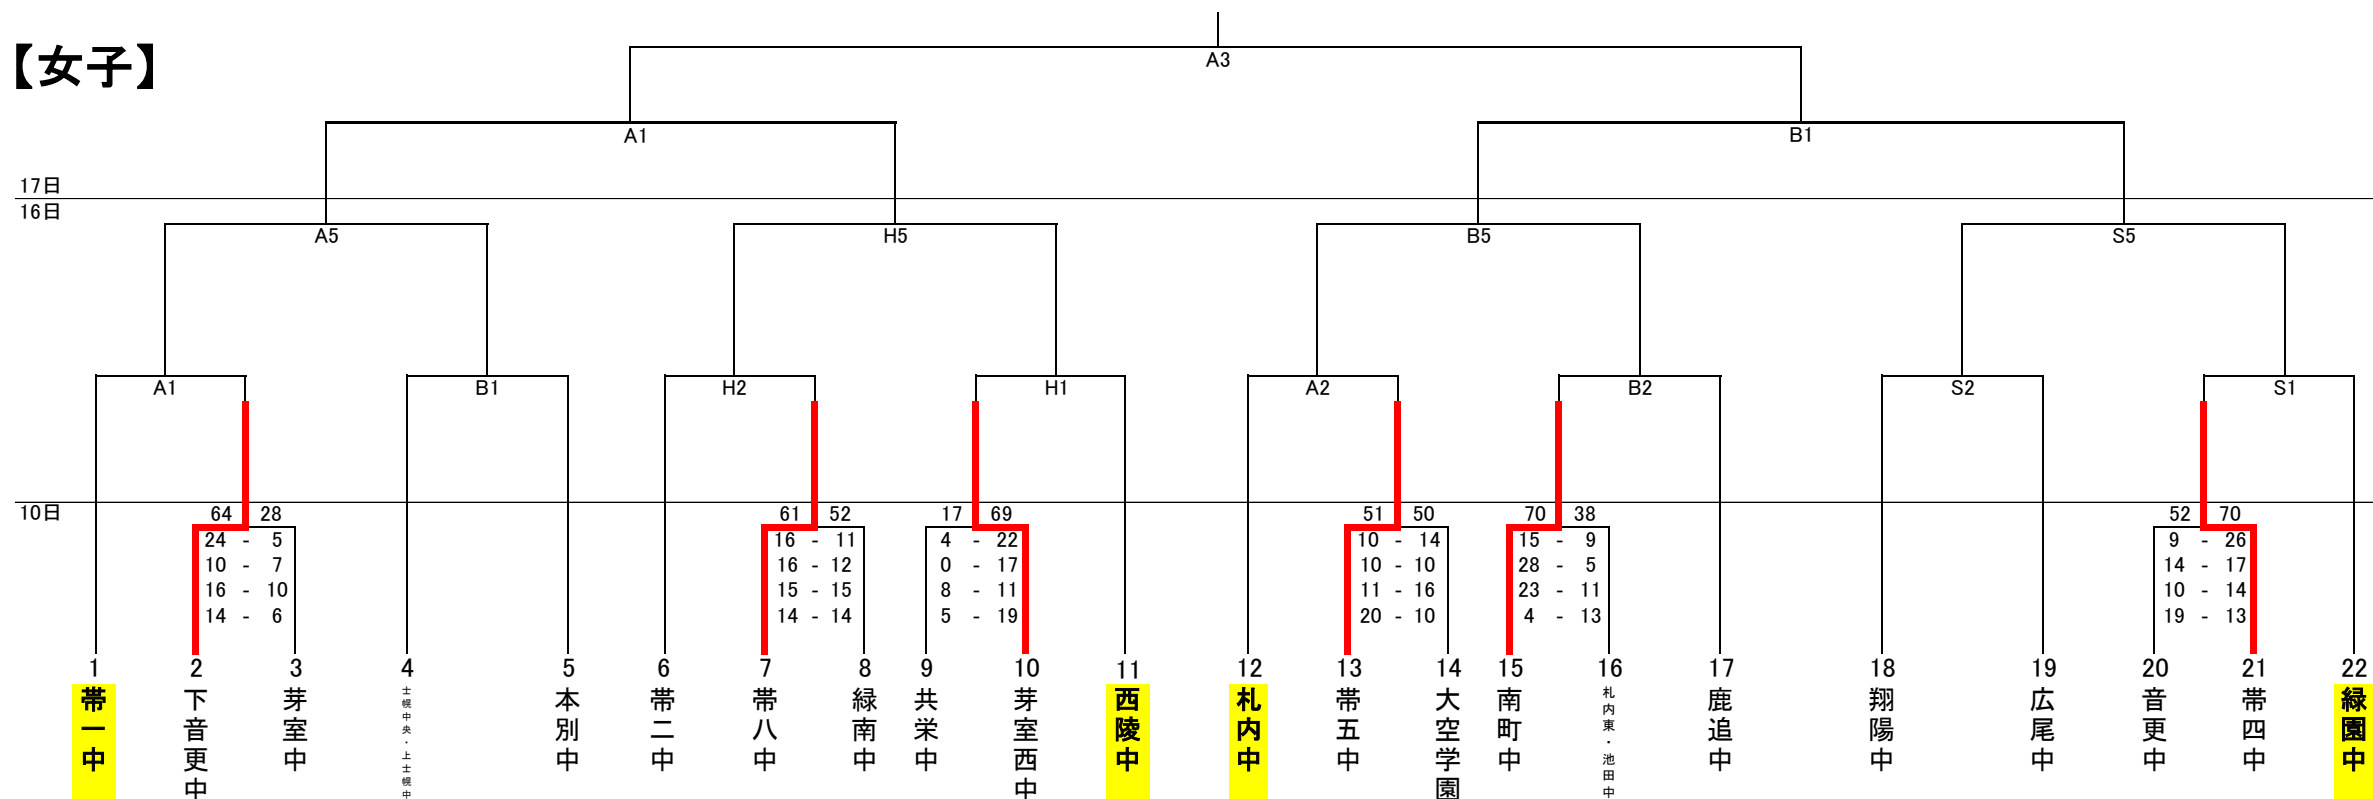 【女子】
A3
A1
B1
17日
16日
A5
H5
B5
S5
A1
B1
H2
H1
A2
B2
S2
S1
10日
64 28
61 52
17 69
51 50
70 38
52 70
24 - 5
16 - 11
4 - 22
10 - 14
15 - 9
9 - 26
10 - 7
16 - 12
0 - 17
10 - 10
28 - 5
14 - 17
16 - 10
15 - 15
8 - 11
11 - 16
23 - 11
10 - 14
14 - 6
14 - 14
5 - 19
20 - 10
4 - 13
19 - 13
1
帯一中
2
下音更中
3
芽室中
4
士幌中央・上士幌中
5
本別中
6
帯二中
7
帯八中
8
緑南中
9
共栄中
10
芽室西中
11
西陵中
12
札内中
13
帯五中
14
大空学園
15
南町中
16
札内東・池田中
17
鹿追中
18
翔陽中
19
広尾中
20
音更中
21
帯四中
22
緑園中